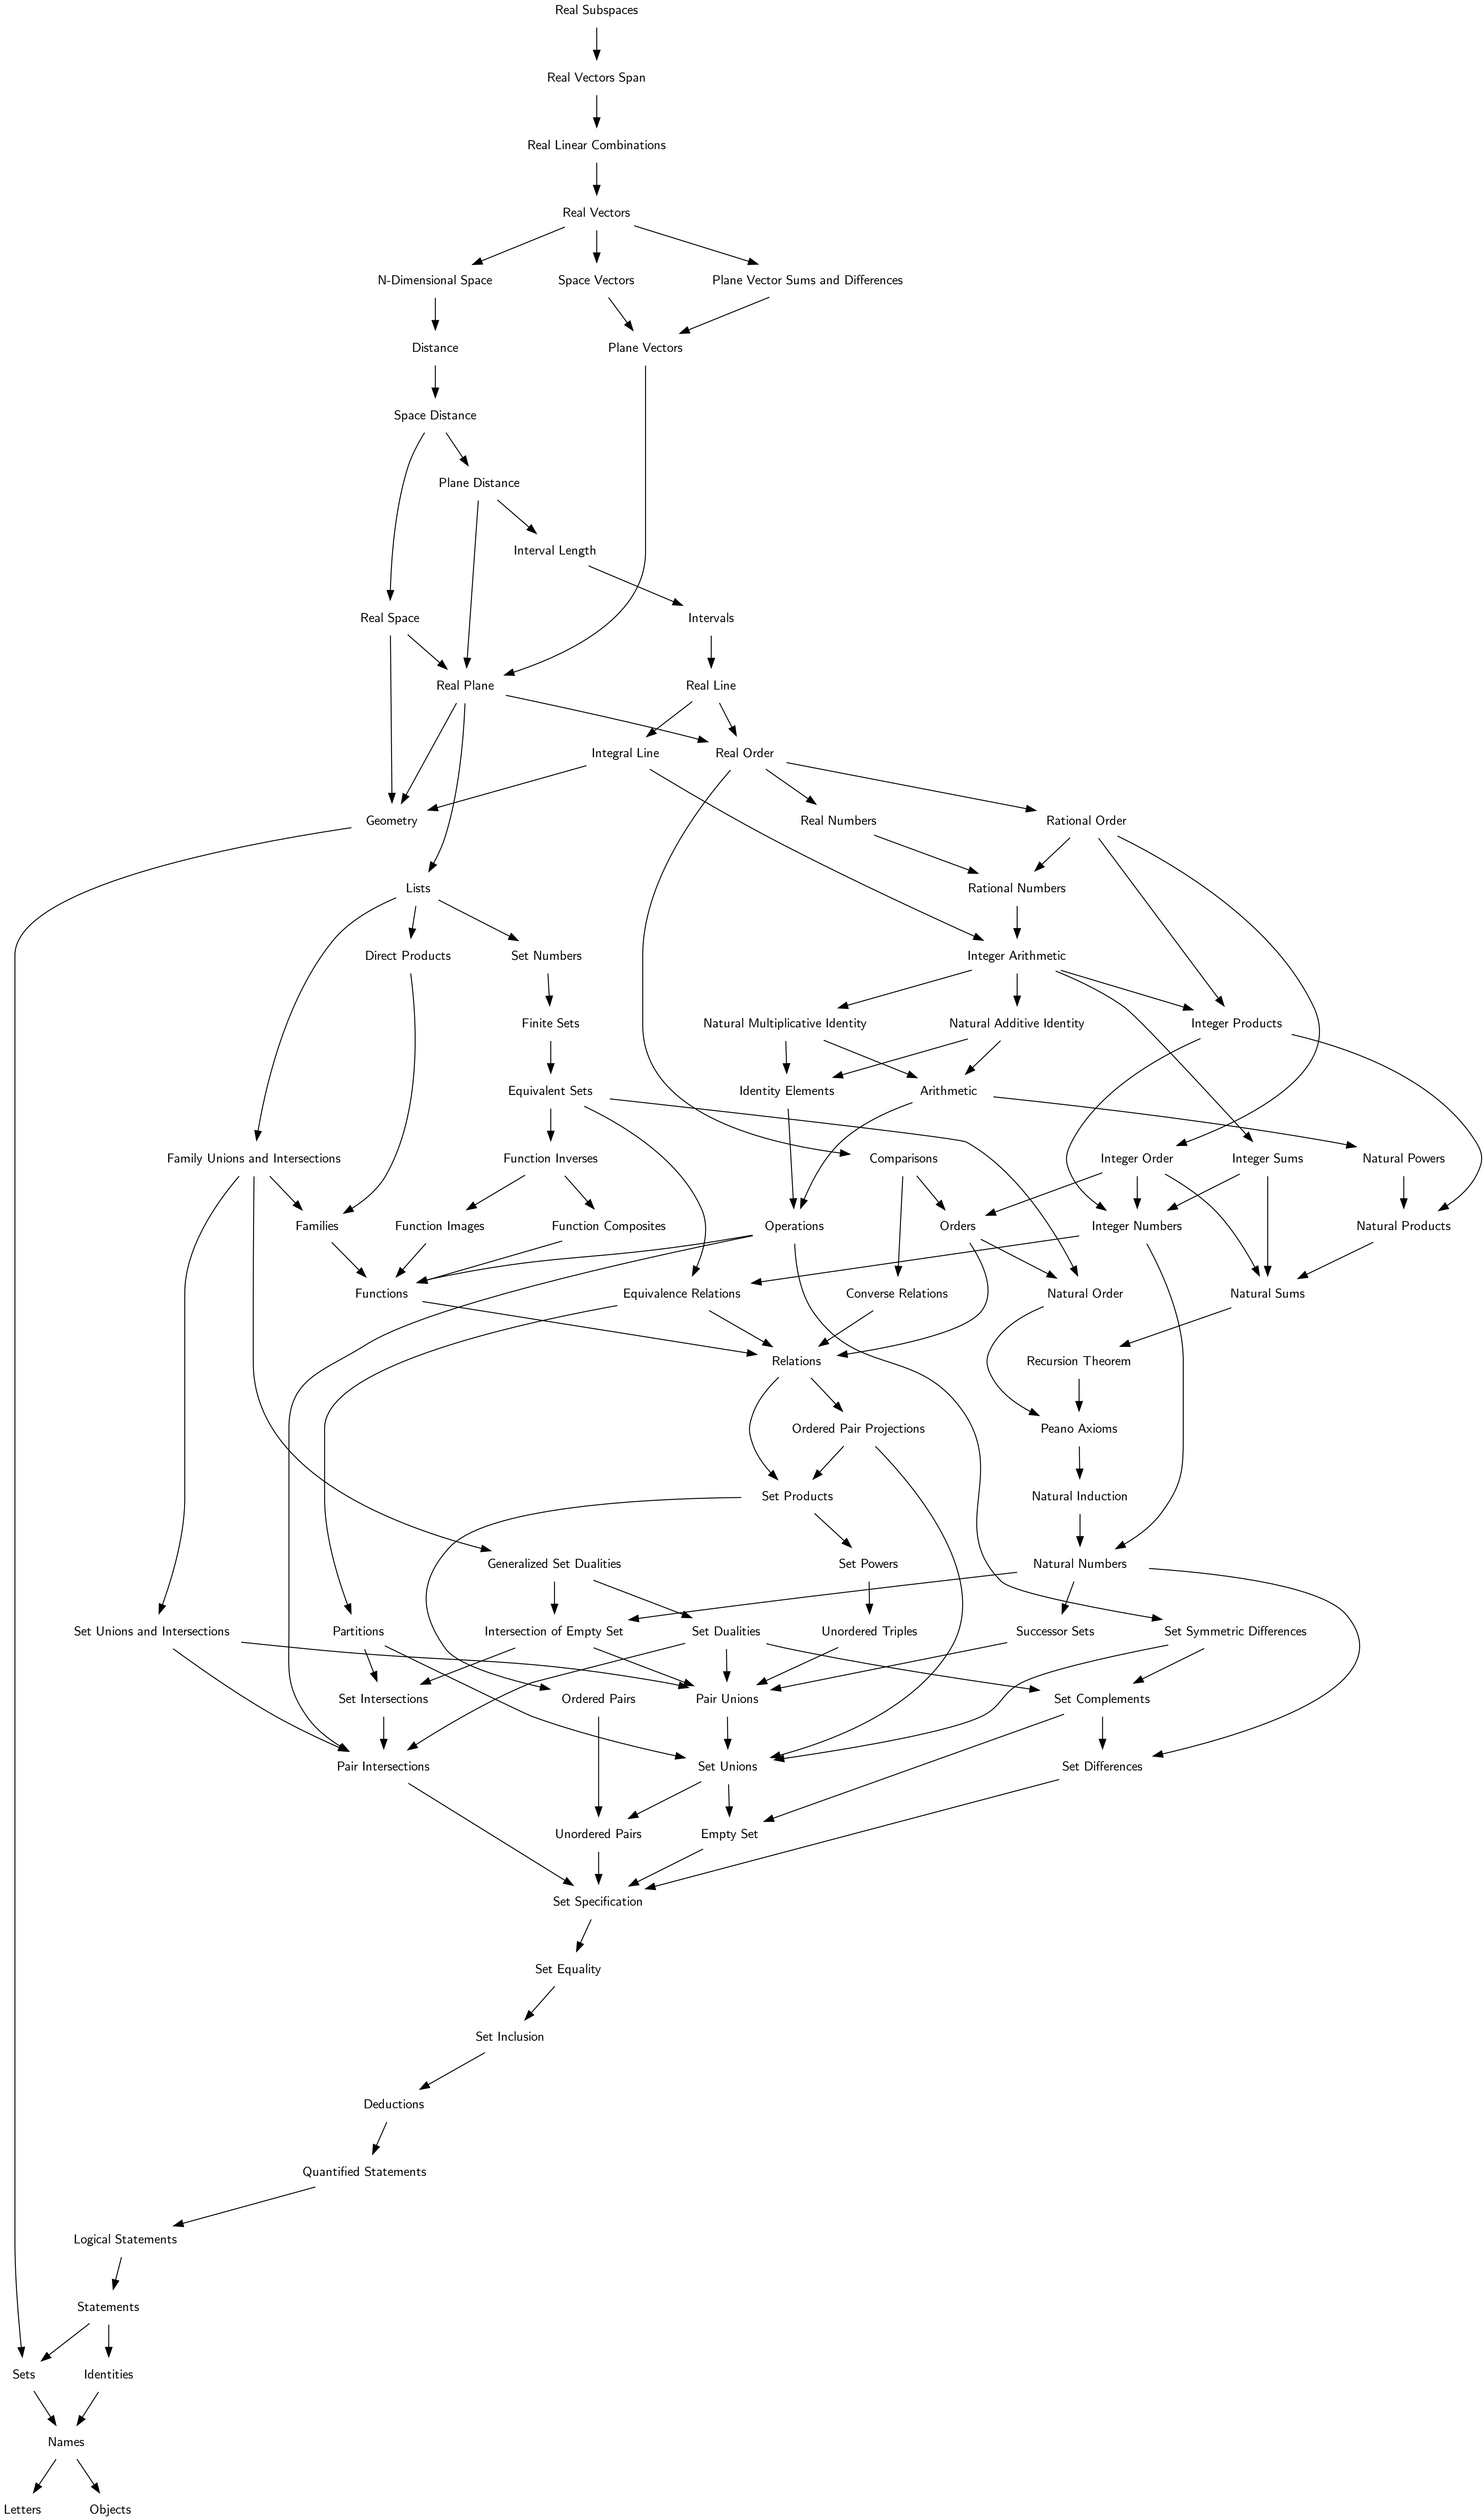 Real Subspaces
Real Vectors Span
Real Linear Combinations
Real Vectors
N-Dimensional Space
Space Vectors
Plane Vector Sums and Differences
Distance
Plane Vectors
Space Distance
Plane Distance
Interval Length
Real Space
Intervals
Real Plane
Real Line
Integral Line
Real Order
Geometry
Real Numbers
Rational Order
Lists
Rational Numbers
Direct Products
Set Numbers
Integer Arithmetic
Finite Sets
Natural Multiplicative Identity
Natural Additive Identity
Integer Products
Equivalent Sets
Identity Elements
Arithmetic
Family Unions and Intersections
Function Inverses
Comparisons
Integer Order
Integer Sums
Natural Powers
Families
Function Images
Function Composites
Operations
Orders
Integer Numbers
Natural Products
Functions
Equivalence Relations
Converse Relations
Natural Order
Natural Sums
Relations
Recursion Theorem
Ordered Pair Projections
Peano Axioms
Set Products
Natural Induction
Generalized Set Dualities
Set Powers
Natural Numbers
Set Unions and Intersections
Partitions
Intersection of Empty Set
Set Dualities
Unordered Triples
Successor Sets
Set Symmetric Differences
Set Intersections
Ordered Pairs
Pair Unions
Set Complements
Pair Intersections
Set Unions
Set Differences
Unordered Pairs
Empty Set
Set Specification
Set Equality
Set Inclusion
Deductions
Quantified Statements
Logical Statements
Statements
Sets
Identities
Names
Letters
Objects